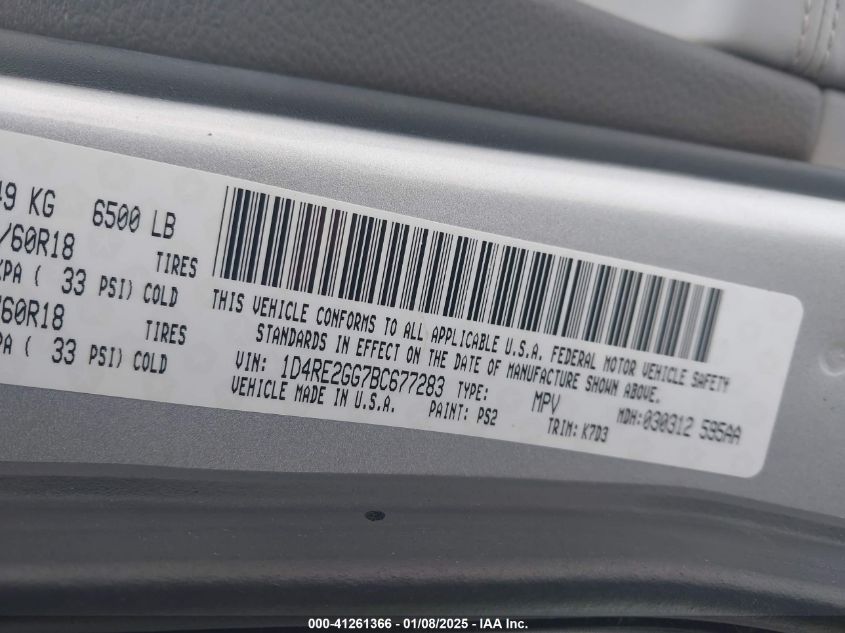 49 KG 6500 LB
/60R18 TIRES
KPA ( 33 PSI) COLD
/60R18 TIRES
PA ( 33 PSI) COLD
THIS VEHICLE CONFORMS TO ALL APPLICABLE U.S.A. FEDERAL MOTOR VEHICLE SAFETY
STANDARDS IN EFFECT ON THE DATE OF MANUFACTURE SHOWN ABOVE.
VIN: 1D4RE2GG7BC677283 TYPE: MPV MDH:030312 595AA
VEHICLE MADE IN U.S.A. PAINT: PS2 TRIM: K7D3
000-41261366 - 01/08/2025 - IAA Inc.